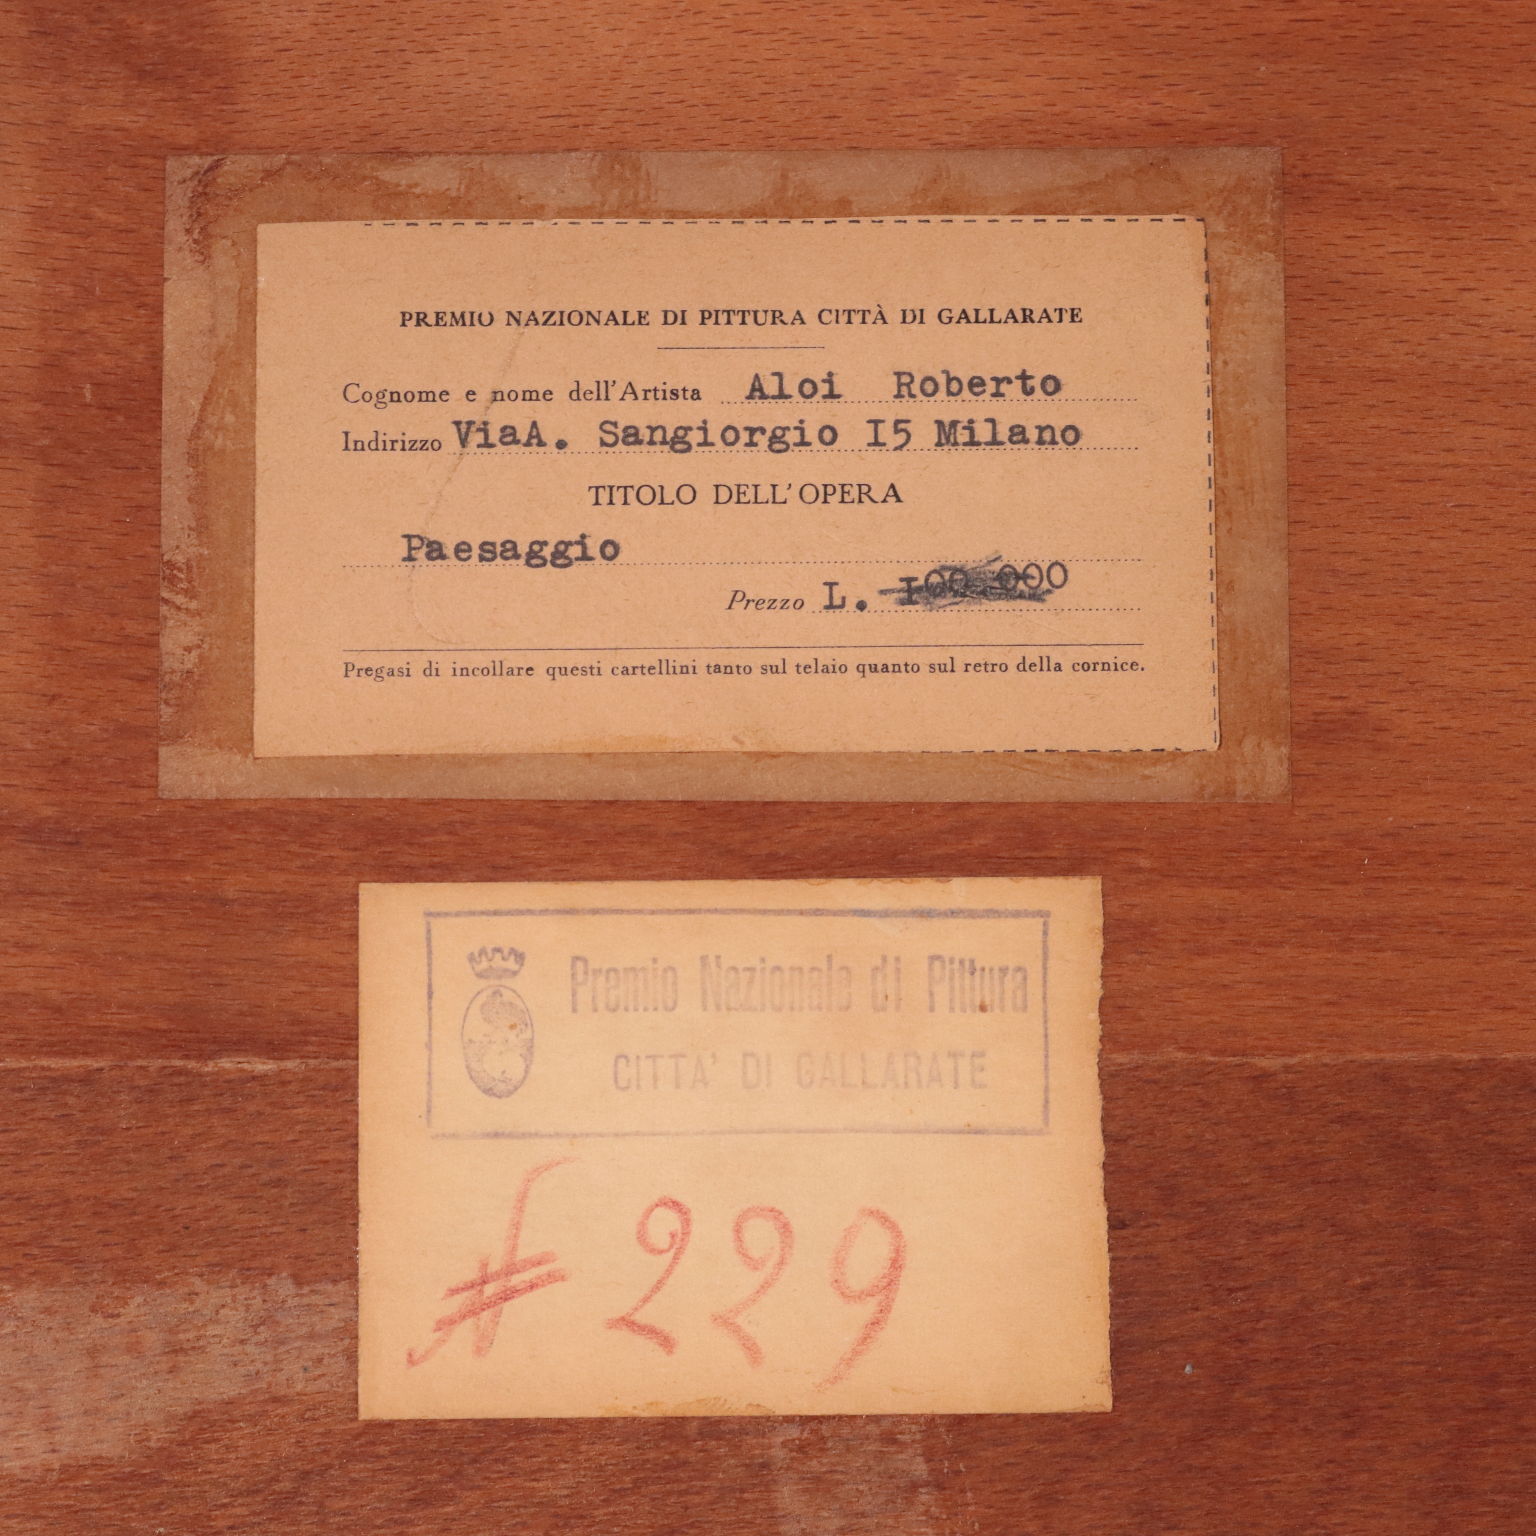 PREMIO NAZIONALE DI PITTURA CITTÀ DI GALLARATE
Cognome e nome dell'Artista Aloi Roberto
Indirizzo ViaA. Sangiorgio I5 Milano
TITOLO DELL'OPERA
Paesaggio
Prezzo L. I00.000
Pregasi di incollare questi cartellini tanto sul telaio quanto sul retro della cornice.
Premio Nazionale di Pittura
CITTA' DI GALLARATE
N 229